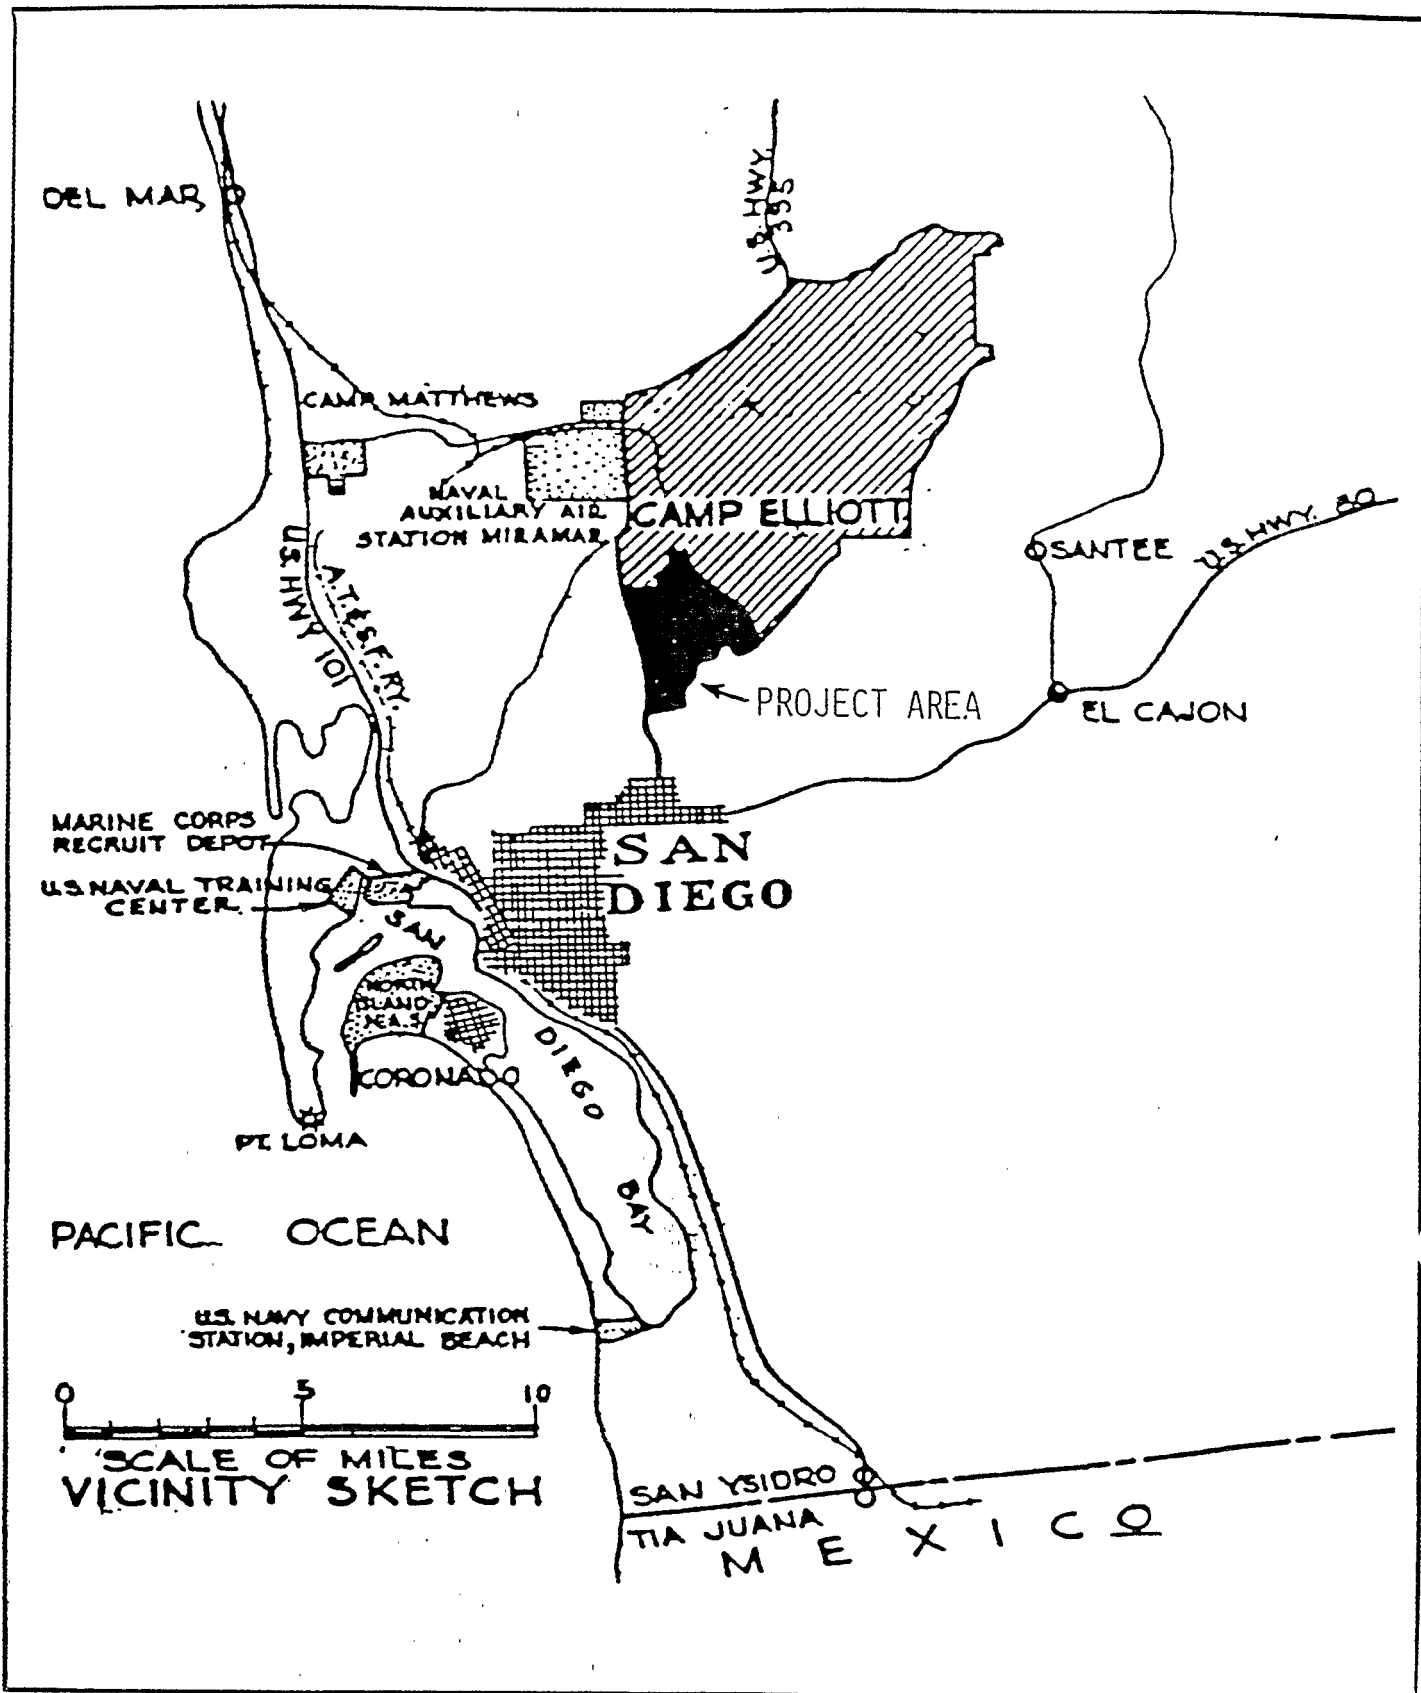 DEL MAR
U.S. HWY.
395
CAMP MATTHEWS
NAVAL
AUXILIARY AIR
STATION MIRAMAR
CAMP ELLIOTT
SANTEE
U.S. HWY. 80
U.S. HWY 101
A.T.&S.F. RY.
PROJECT AREA
EL CAJON
MARINE CORPS
RECRUIT DEPOT
U.S. NAVAL TRAINING
CENTER
SAN
DIEGO
SAN
DIEGO
BAY
NORTH
ISLAND
N.A.S.
CORONADO
PT. LOMA
PACIFIC OCEAN
U.S. NAVY COMMUNICATION
STATION, IMPERIAL BEACH
0 5 10
SCALE OF MILES
VICINITY SKETCH
SAN YSIDRO
TIA JUANA
MEXICO